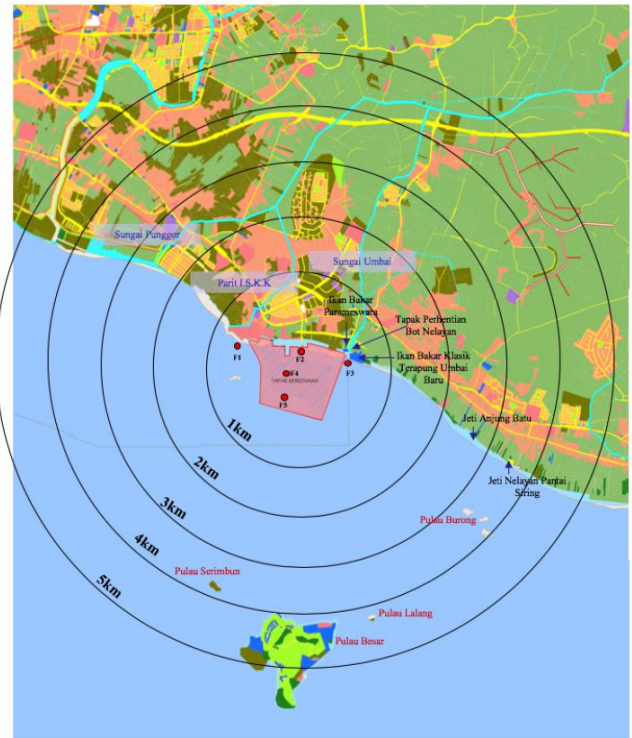 Sungai Punggor
Sungai Umbai
Parit I.S.K.K
Ikan Bakar
Parameswara
Tapak Perhentian
Bot Nelayan
F1
F2
F3
Ikan Bakar Klasik
Terapung Umbai
Baru
F4
TAPAK BERKENAAN
F5
1km
Jeti Anjung Batu
2km
Jeti Nelayan Pantai
Siring
3km
Pulau Burong
4km
Pulau Serimbun
5km
Pulau Lalang
Pulau Besar